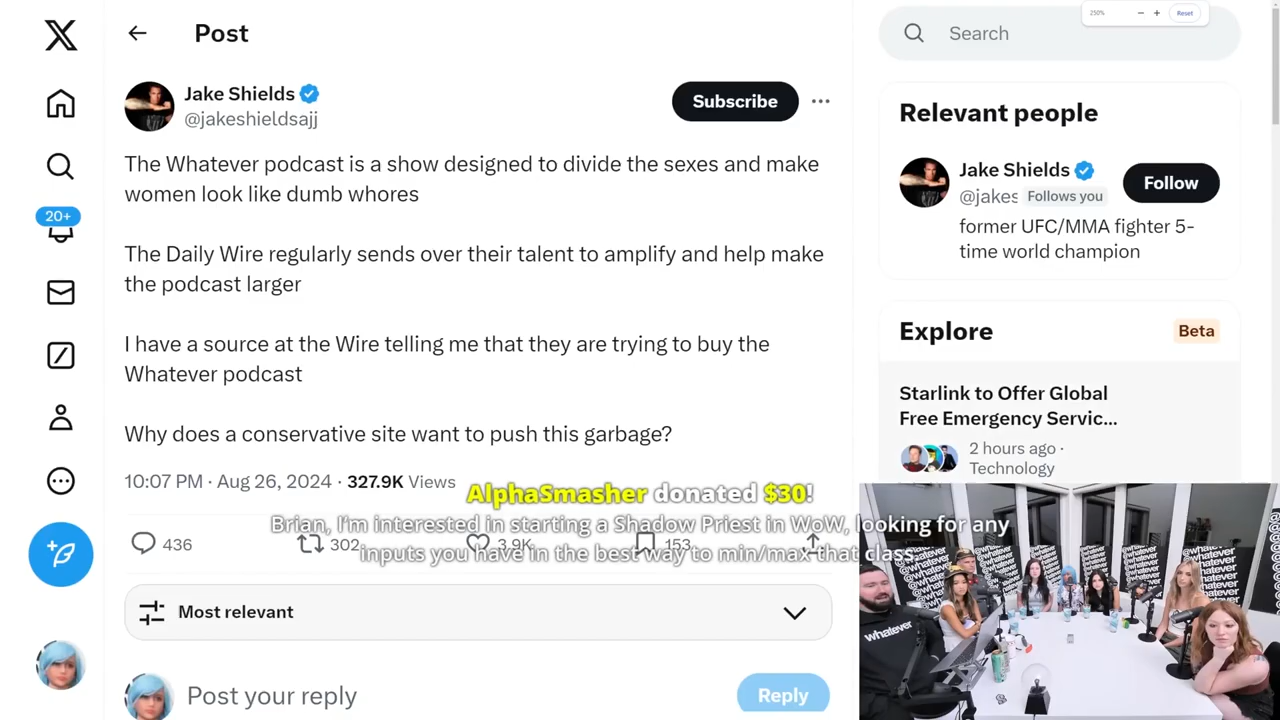 250%
Reset
Post
Search
Jake Shields
@jakeshieldsajj
Subscribe
The Whatever podcast is a show designed to divide the sexes and make
women look like dumb whores
The Daily Wire regularly sends over their talent to amplify and help make
the podcast larger
I have a source at the Wire telling me that they are trying to buy the
Whatever podcast
Why does a conservative site want to push this garbage?
10:07 PM · Aug 26, 2024 · 327.9K Views
20+
436
302
3.9K
153
Most relevant
Post your reply
Reply
Relevant people
Jake Shields
@jakes
Follows you
Follow
former UFC/MMA fighter 5-
time world champion
Explore
Beta
Starlink to Offer Global
Free Emergency Servic...
2 hours ago ·
Technology
AlphaSmasher donated $30!
Brian, I'm interested in starting a Shadow Priest in WoW, looking for any
inputs you have in the best way to min/max that class
whatever
@whatever